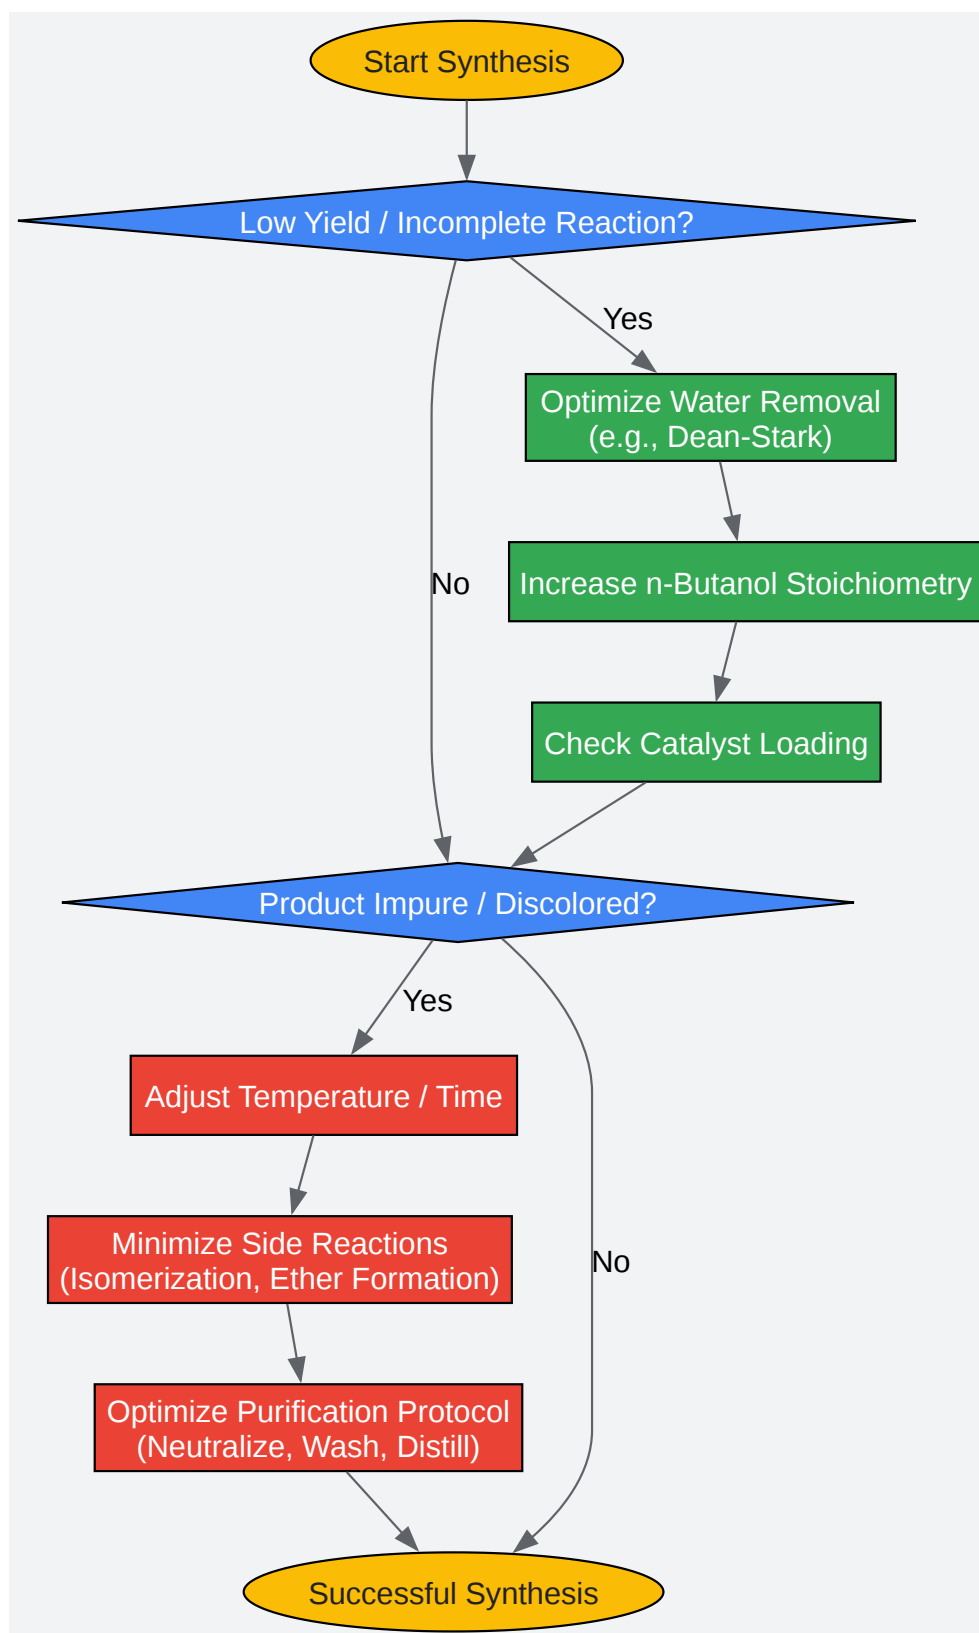 Start Synthesis
Low Yield / Incomplete Reaction?
Yes
Optimize Water Removal
(e.g., Dean-Stark)
Increase n-Butanol Stoichiometry
No
Check Catalyst Loading
Product Impure / Discolored?
Yes
Adjust Temperature / Time
Minimize Side Reactions
(Isomerization, Ether Formation)
No
Optimize Purification Protocol
(Neutralize, Wash, Distill)
Successful Synthesis